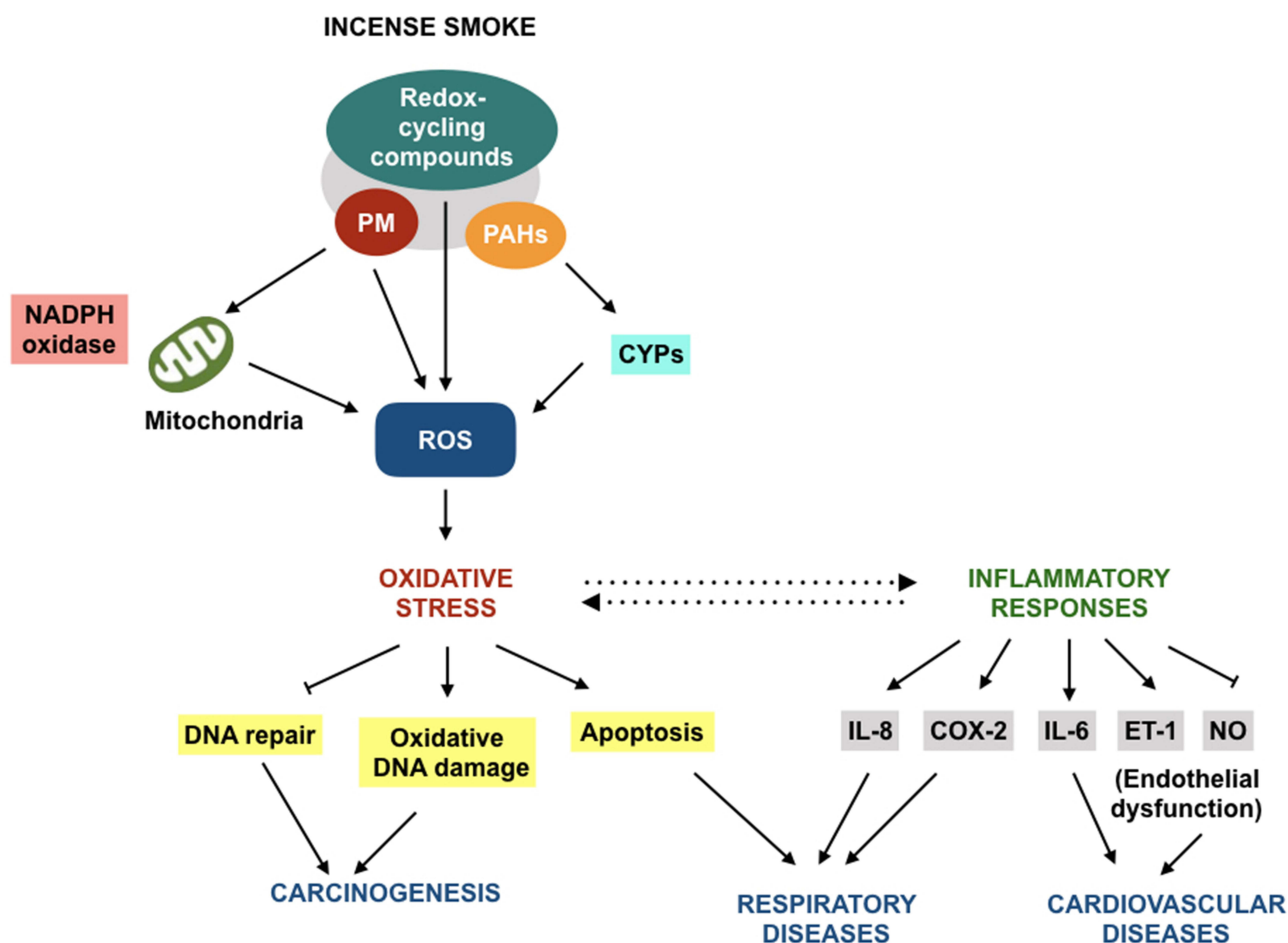 INCENSE SMOKE
Redox-
cycling
compounds
PM
PAHs
NADPH
oxidase
CYPs
Mitochondria
ROS
OXIDATIVE
STRESS
INFLAMMATORY
RESPONSES
DNA repair
Oxidative
DNA damage
Apoptosis
IL-8
COX-2
IL-6
ET-1
NO
(Endothelial
dysfunction)
CARCINOGENESIS
RESPIRATORY
DISEASES
CARDIOVASCULAR
DISEASES